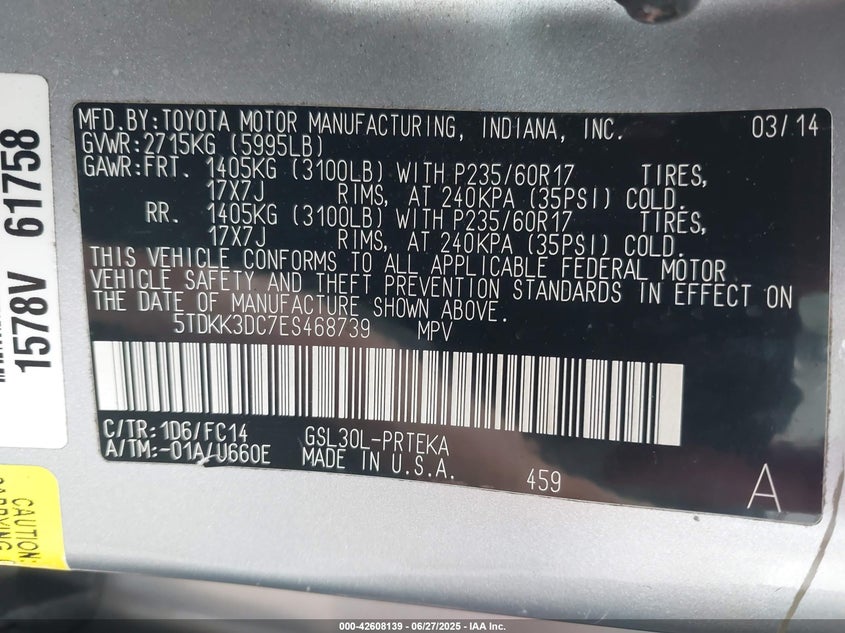 MFD.BY:TOYOTA MOTOR MANUFACTURING, INDIANA, INC. 03/14
GVWR:2715KG (5995LB)
GAWR:FRT. 1405KG (3100LB) WITH P235/60R17 TIRES,
17X7J RIMS, AT 240KPA (35PSI) COLD.
RR. 1405KG (3100LB) WITH P235/60R17 TIRES,
17X7J RIMS, AT 240KPA (35PSI) COLD.
THIS VEHICLE CONFORMS TO ALL APPLICABLE FEDERAL MOTOR
VEHICLE SAFETY AND THEFT PREVENTION STANDARDS IN EFFECT ON
THE DATE OF MANUFACTURE SHOWN ABOVE.
5TDKK3DC7ES468739 MPV
C/TR:1D6/FC14 GSL30L-PRTEKA
A/TM:-01A/U660E MADE IN U.S.A.
459
A
1578V 61758
CAUTION:
000-42608139 - 06/27/2025 - IAA Inc.